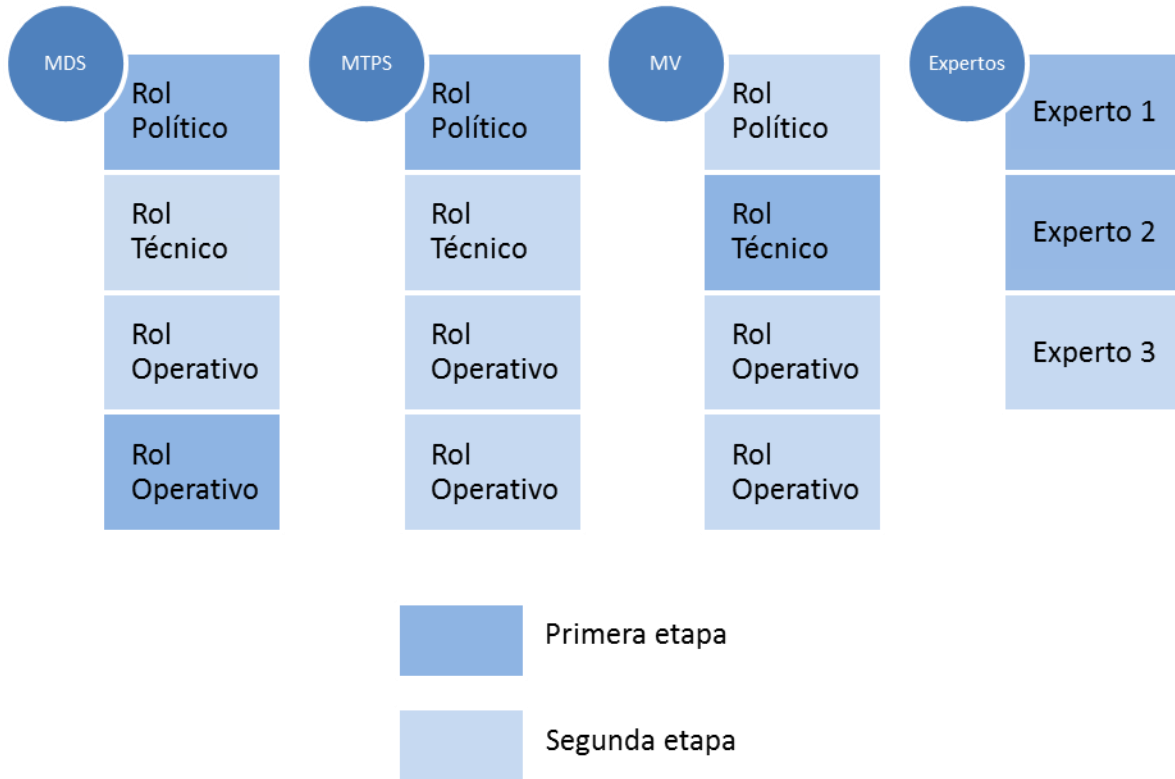 MDS
Rol
Político
Rol
Técnico
Rol
Operativo
Rol
Operativo
MTPS
Rol
Político
Rol
Técnico
Rol
Operativo
Rol
Operativo
MV
Rol
Político
Rol
Técnico
Rol
Operativo
Rol
Operativo
Expertos
Experto 1
Experto 2
Experto 3
Primera etapa
Segunda etapa